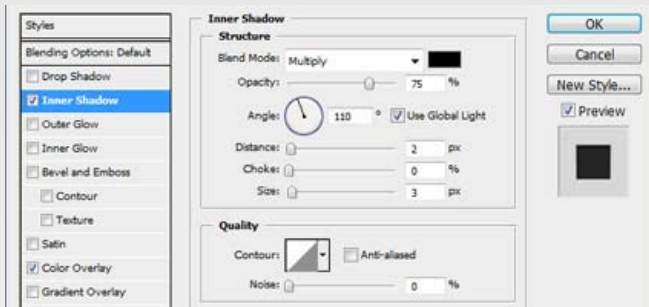 Styles
Blending Options: Default
Drop Shadow
Inner Shadow
Outer Glow
Inner Glow
Bevel and Emboss
Contour
Texture
Satin
Color Overlay
Gradient Overlay
Inner Shadow
Structure
Blend Mode: Multiply
Opacity: 75 %
Angle: 110 ° Use Global Light
Distance: 2 px
Choke: 0 %
Size: 3 px
Quality
Contour: Anti-aliased
Noise: 0 %
OK
Cancel
New Style...
Preview